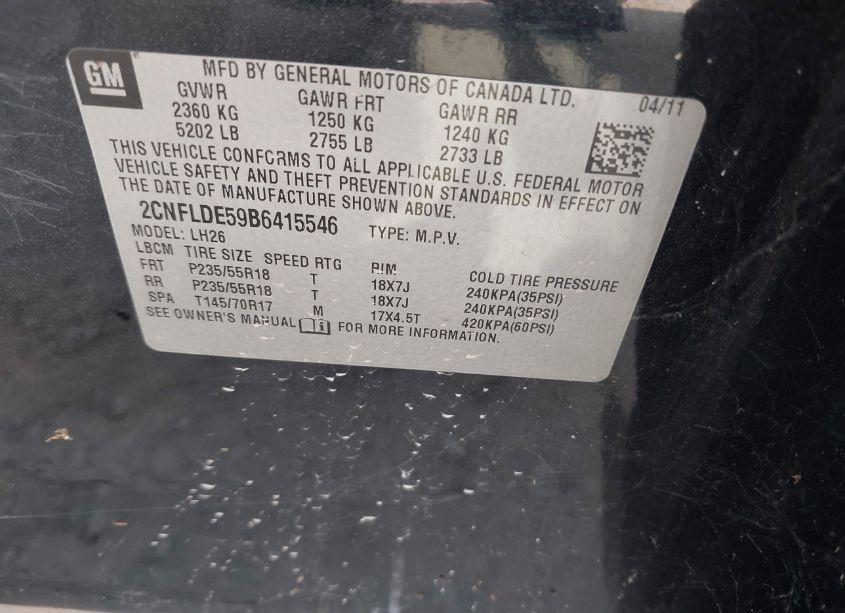 GM
MFD BY GENERAL MOTORS OF CANADA LTD. 04/11
GVWR GAWR FRT GAWR RR
2360 KG 1250 KG 1240 KG
5202 LB 2755 LB 2733 LB
THIS VEHICLE CONFORMS TO ALL APPLICABLE U.S. FEDERAL MOTOR
VEHICLE SAFETY AND THEFT PREVENTION STANDARDS IN EFFECT ON
THE DATE OF MANUFACTURE SHOWN ABOVE.
2CNFLDE59B6415546 TYPE: M.P.V.
MODEL: LH26
LBCM TIRE SIZE SPEED RTG RIM COLD TIRE PRESSURE
FRT P235/55R18 T 18X7J 240KPA(35PSI)
RR P235/55R18 T 18X7J 240KPA(35PSI)
SPA T145/70R17 M 17X4.5T 420KPA(60PSI)
SEE OWNER'S MANUAL FOR MORE INFORMATION.